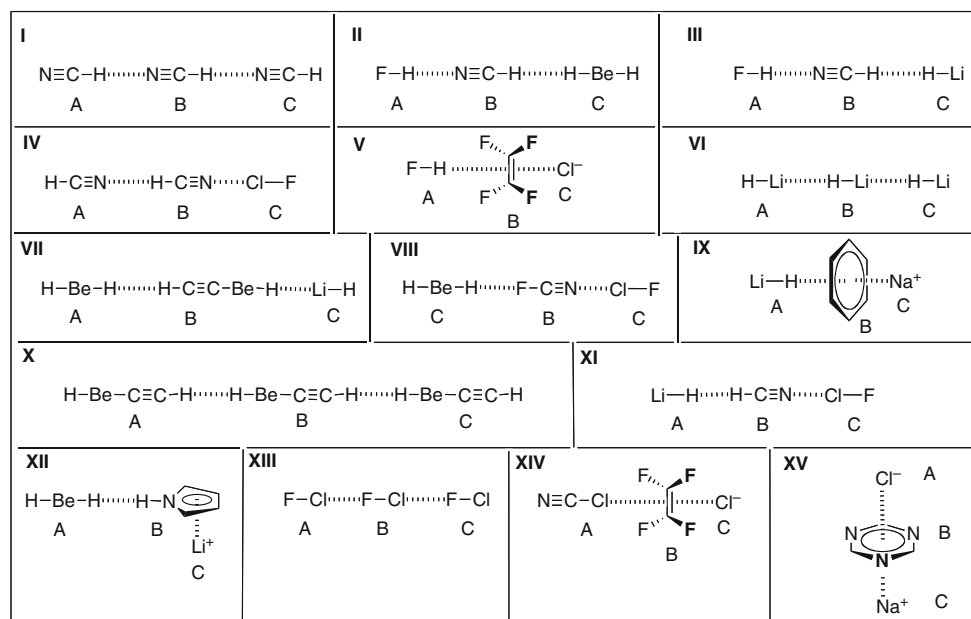 I
N≡C–H⋯⋯N≡C–H⋯⋯N≡C–H
A B C
II
F–H⋯⋯N≡C–H⋯⋯H–Be–H
A B C
III
F–H⋯⋯N≡C–H⋯⋯H–Li
A B C
IV
H–C≡N⋯⋯H–C≡N⋯⋯Cl–F
A B C
V
F F
F–H Cl⁻
F F
A B C
VI
H–Li⋯⋯H–Li⋯⋯H–Li
A B C
VII
H–Be–H⋯⋯H–C≡C–Be–H⋯⋯Li–H
A B C
VIII
H–Be–H⋯⋯F–C≡N⋯⋯Cl–F
C B C
IX
Li–H Na⁺
A B C
X
H–Be–C≡C–H⋯⋯H–Be–C≡C–H⋯⋯H–Be–C≡C–H
A B C
XI
Li–H⋯⋯H–C≡N⋯⋯Cl–F
A B C
XII
H–Be–H⋯⋯H–N
A B
Li⁺
C
XIII
F–Cl⋯⋯F–Cl⋯⋯F–Cl
A B C
XIV
F F
N≡C–Cl Cl⁻
F F
A B C
XV
Cl⁻ A
N N B
N
Na⁺ C